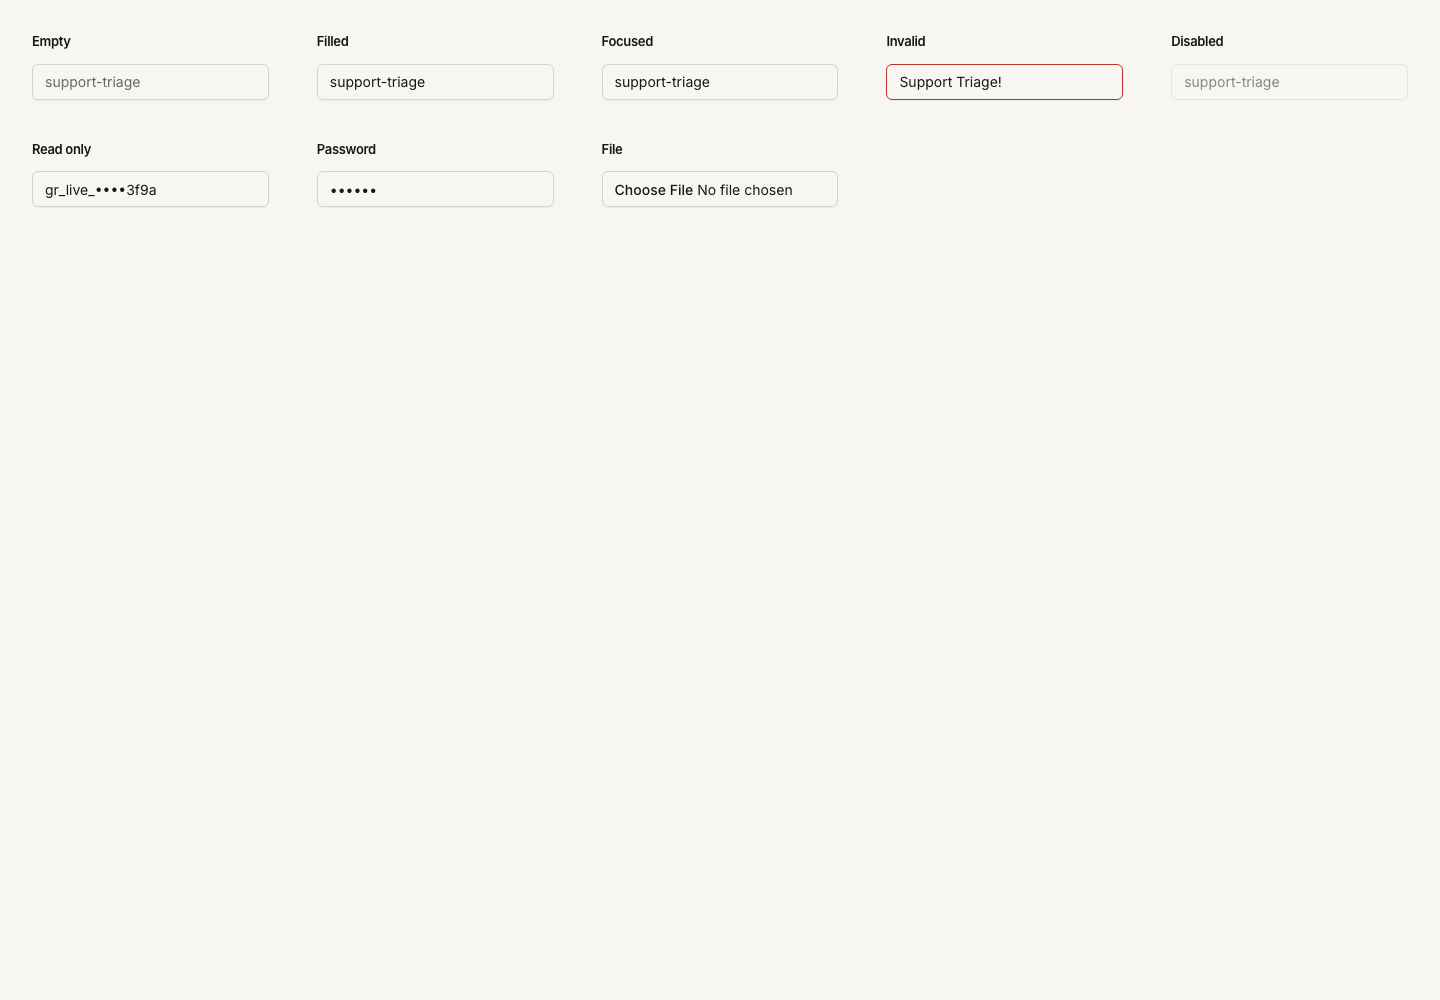 Empty
support-triage
Filled
support-triage
Focused
support-triage
Invalid
Support Triage!
Disabled
support-triage
Read only
gr_live_••••3f9a
Password
••••••
File
Choose File No file chosen